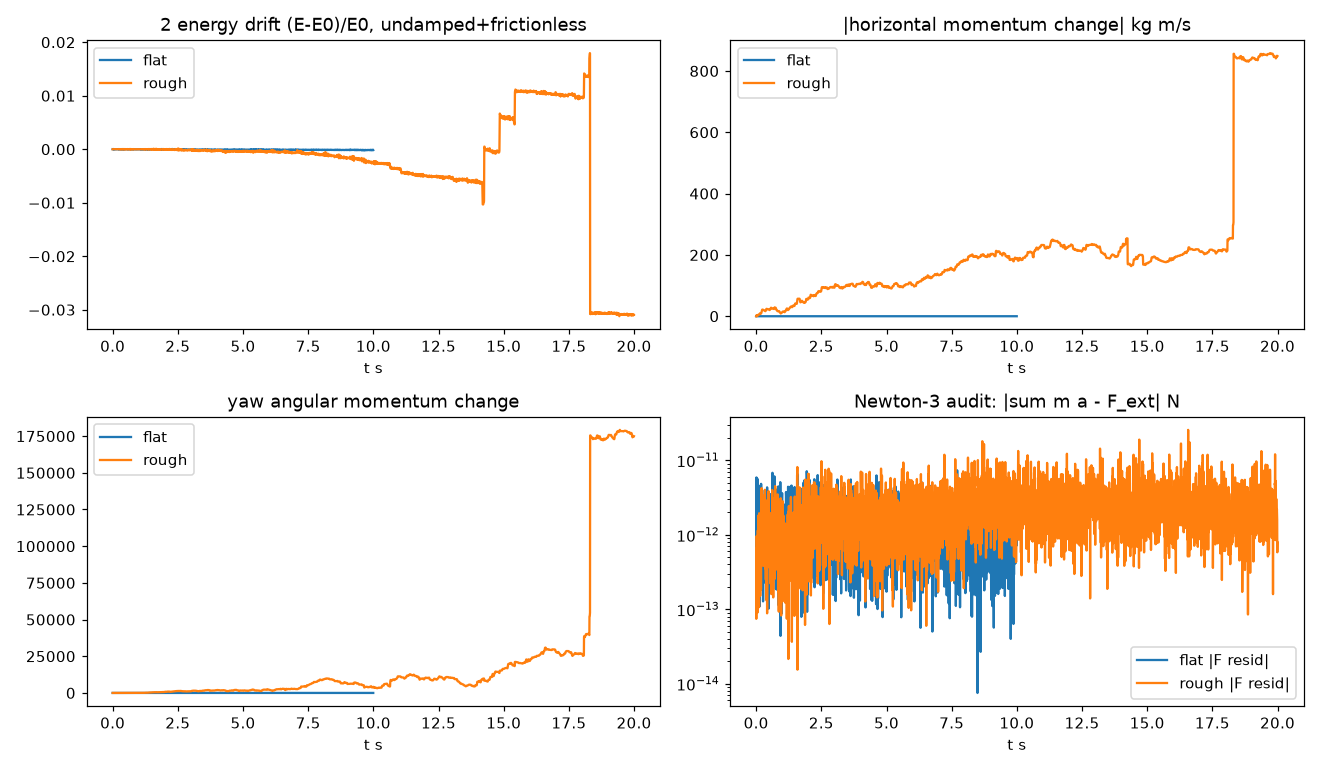 2 energy drift (E-E0)/E0, undamped+frictionless
0.02
0.01
0.00
−0.01
−0.02
−0.03
flat
rough
0.0 2.5 5.0 7.5 10.0 12.5 15.0 17.5 20.0
t s
|horizontal momentum change| kg m/s
800
600
400
200
0
flat
rough
0.0 2.5 5.0 7.5 10.0 12.5 15.0 17.5 20.0
t s
yaw angular momentum change
175000
150000
125000
100000
75000
50000
25000
0
flat
rough
0.0 2.5 5.0 7.5 10.0 12.5 15.0 17.5 20.0
t s
Newton-3 audit: |sum m a - F_ext| N
10⁻¹¹
10⁻¹²
10⁻¹³
10⁻¹⁴
flat |F resid|
rough |F resid|
0.0 2.5 5.0 7.5 10.0 12.5 15.0 17.5 20.0
t s